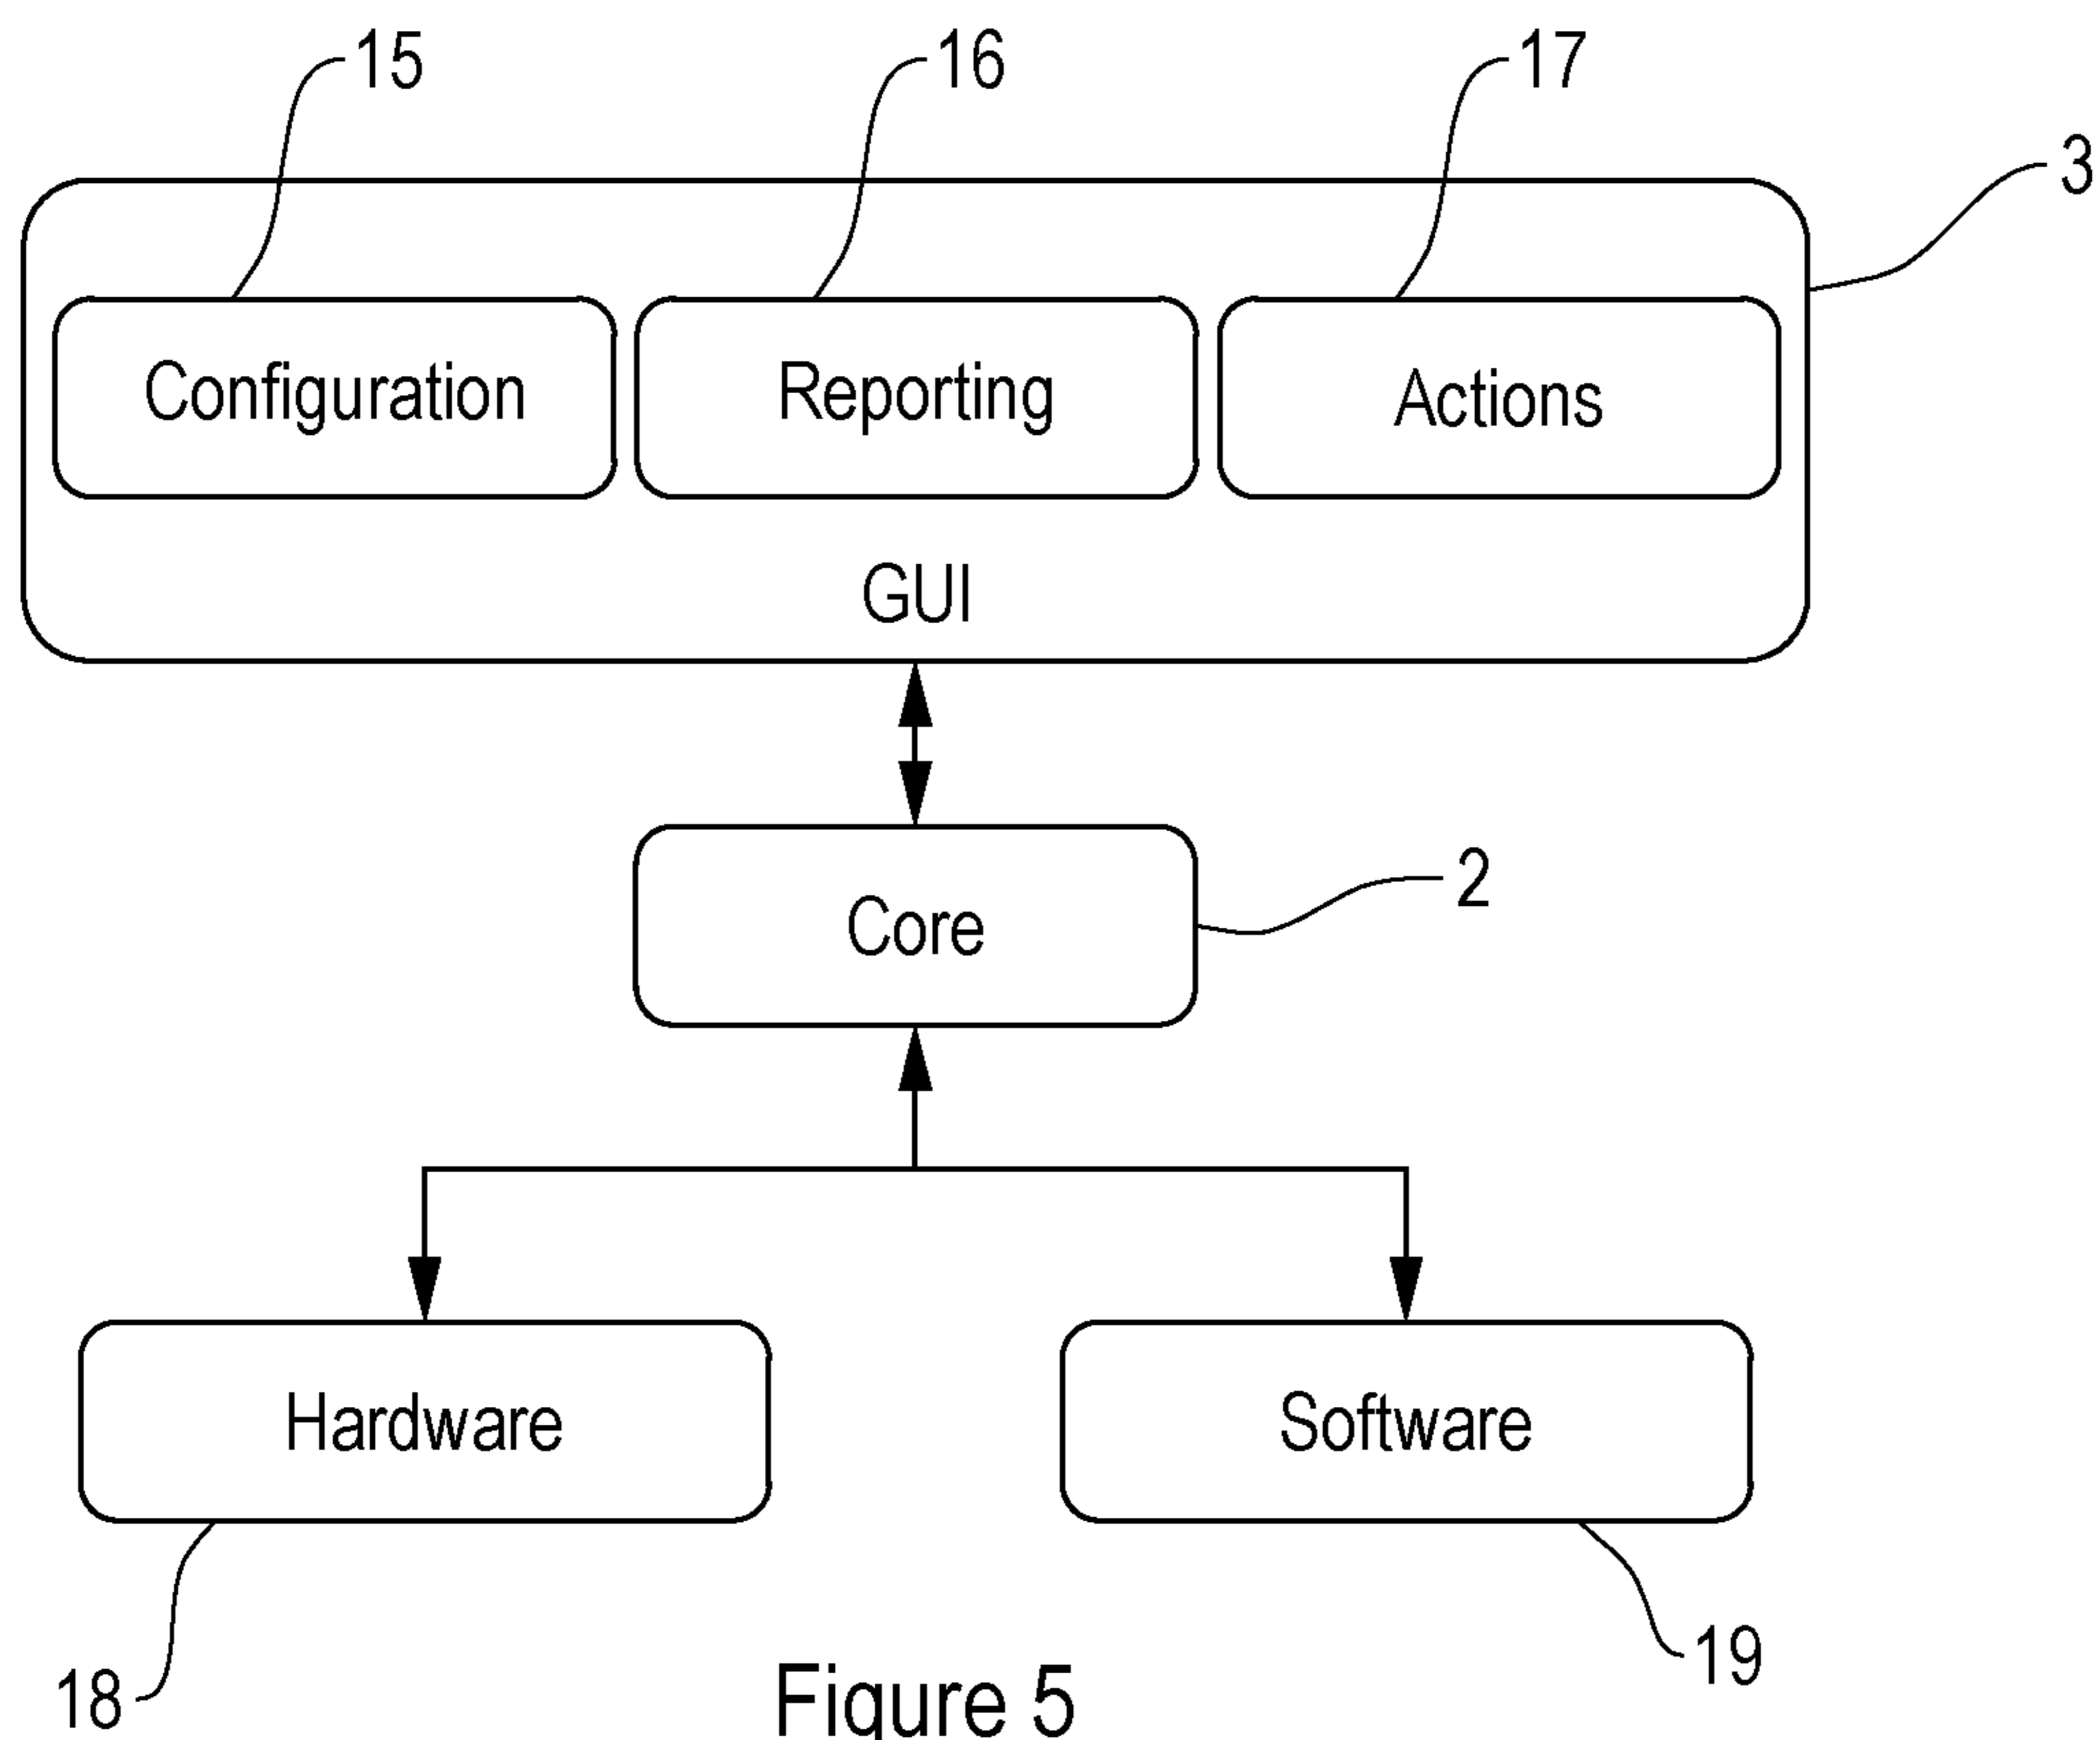 15
16
17
3
Configuration
Reporting
Actions
GUI
Core
2
Hardware
Software
18
19
Figure 5